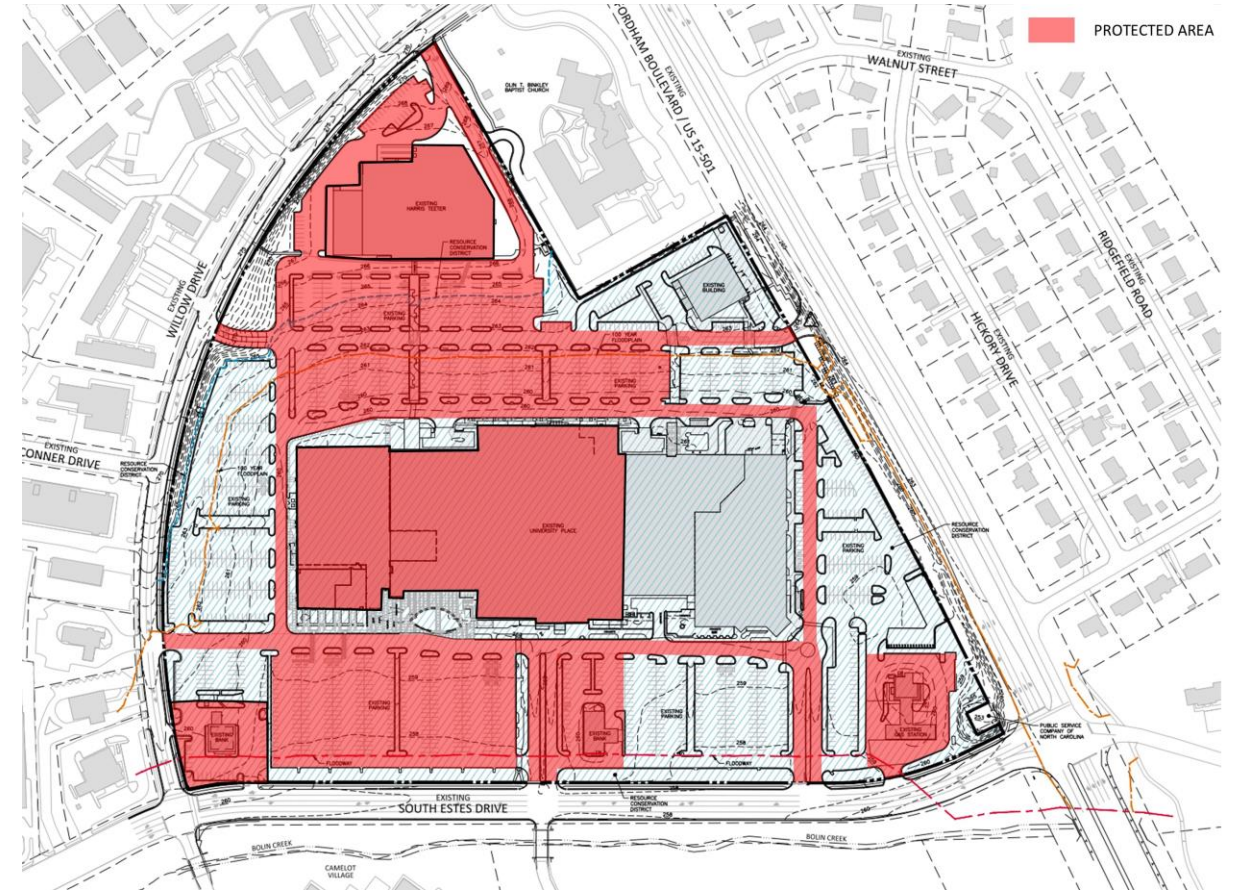 PROTECTED AREA
FORDHAM BOULEVARD / US 15-501
EXISTING
WALNUT STREET
EXISTING
OLIN T. BINKLEY
BAPTIST CHURCH
EXISTING
HARRIS TEETER
RESOURCE
CONSERVATION
DISTRICT
EXISTING
WILLOW DRIVE
EXISTING
BUILDING
EXISTING
RIDGEFIELD ROAD
EXISTING
HICKORY DRIVE
EXISTING
PARKING
100 YEAR
FLOODPLAIN
EXISTING
PARKING
EXISTING
CONNER DRIVE
RESOURCE
CONSERVATION
DISTRICT
100 YEAR
FLOODPLAIN
EXISTING
PARKING
EXISTING
UNIVERSITY PLACE
RESOURCE
CONSERVATION
DISTRICT
EXISTING
PARKING
EXISTING
PARKING
EXISTING
PARKING
EXISTING
BANK
EXISTING
BANK
EXISTING
GAS STATION
PUBLIC SERVICE
COMPANY OF
NORTH CAROLINA
FLOODWAY
FLOODWAY
EXISTING
SOUTH ESTES DRIVE
RESOURCE
CONSERVATION
DISTRICT
BOLIN CREEK
BOLIN CREEK
CAMELOT
VILLAGE